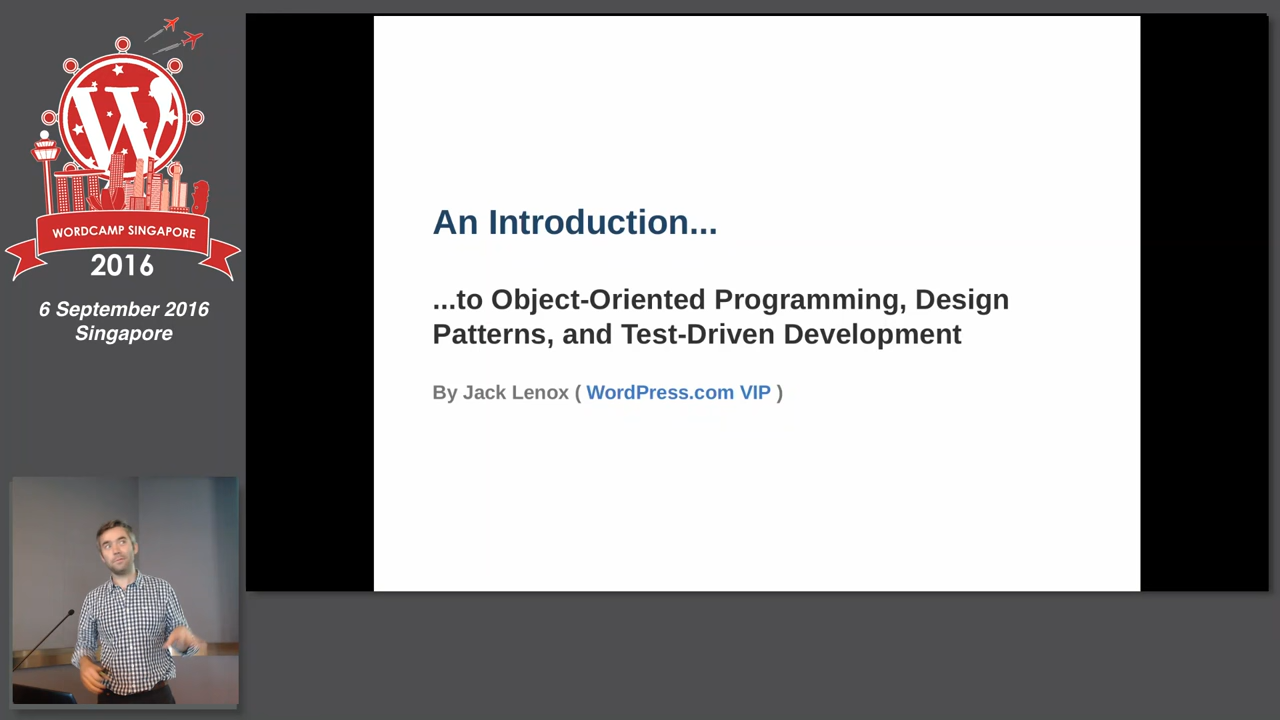 W
WORDCAMP SINGAPORE
2016
6 September 2016
Singapore
An Introduction...
...to Object-Oriented Programming, Design
Patterns, and Test-Driven Development
By Jack Lenox ( WordPress.com VIP )